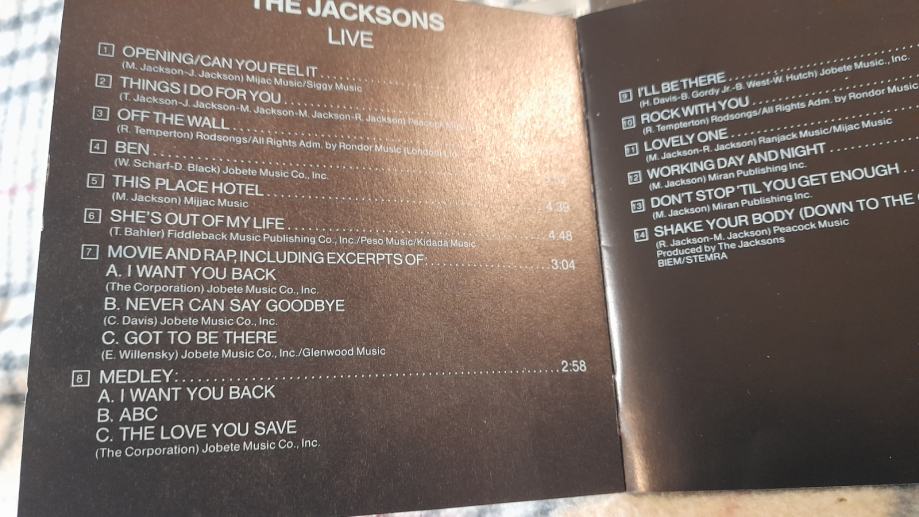 THE JACKSONS
LIVE
1 OPENING/CAN YOU FEEL IT
(M. Jackson-J. Jackson) Mijac Music/Siggy Music
2 THINGS I DO FOR YOU
(T. Jackson-J. Jackson-M. Jackson-M. Jackson-R. Jackson) Peacock
3 OFF THE WALL
(R. Temperton) Rodsongs/All Rights Adm. by Rondor Music (London)
4 BEN
(W. Scharf-D. Black) Jobete Music Co., Inc.
5 THIS PLACE HOTEL 4:39
(M. Jackson) Mijjac Music
6 SHE'S OUT OF MY LIFE 4:48
(T. Bahler) Fiddleback Music Publishing Co., Inc./Peso Music/Kidada Music
7 MOVIE AND RAP, INCLUDING EXCERPTS OF: 3:04
A. I WANT YOU BACK
(The Corporation) Jobete Music Co., Inc.
B. NEVER CAN SAY GOODBYE
(C. Davis) Jobete Music Co., Inc.
C. GOT TO BE THERE
(E. Willensky) Jobete Music Co., Inc./Glenwood Music
8 MEDLEY: 2:58
A. I WANT YOU BACK
B. ABC
C. THE LOVE YOU SAVE
(The Corporation) Jobete Music Co., Inc.
9 I'LL BE THERE
(H. Davis-B. Gordy Jr.-B. West-W. Hutch) Jobete Music., Inc.
10 ROCK WITH YOU
(R. Tempterton) Rodsongs/All Rights Adm. by Rondor Music
11 LOVELY ONE
(M. Jackson-R. Jackson) Ranjack Music/Mijac Music
12 WORKING DAY AND NIGHT
(M. Jackson) Miran Publishing Inc.
13 DON'T STOP 'TIL YOU GET ENOUGH
(M. Jackson) Miran Publishing Inc.
14 SHAKE YOUR BODY (DOWN TO THE
(R. Jackson-M. Jackson) Peacock Music
Produced by The Jacksons
BIEM/STEMRA